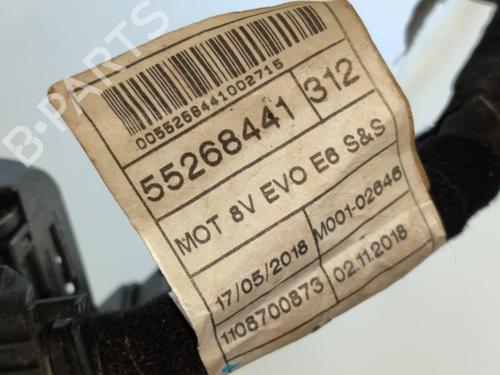 B-PARTS
0055268441002715
55268441 312
MOT 8V EVO E6 S&S
17/05/2018 M001-02646
1108700873 02.11.2018